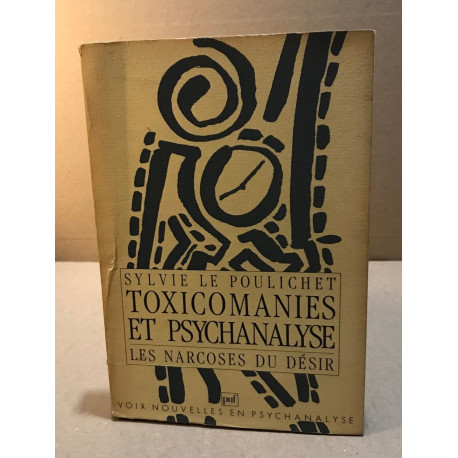 SYLVIE LE POULICHET
TOXICOMANIES
ET PSYCHANALYSE
LES NARCOSES DU DÉSIR
puf
VOIX NOUVELLES EN PSYCHANALYSE